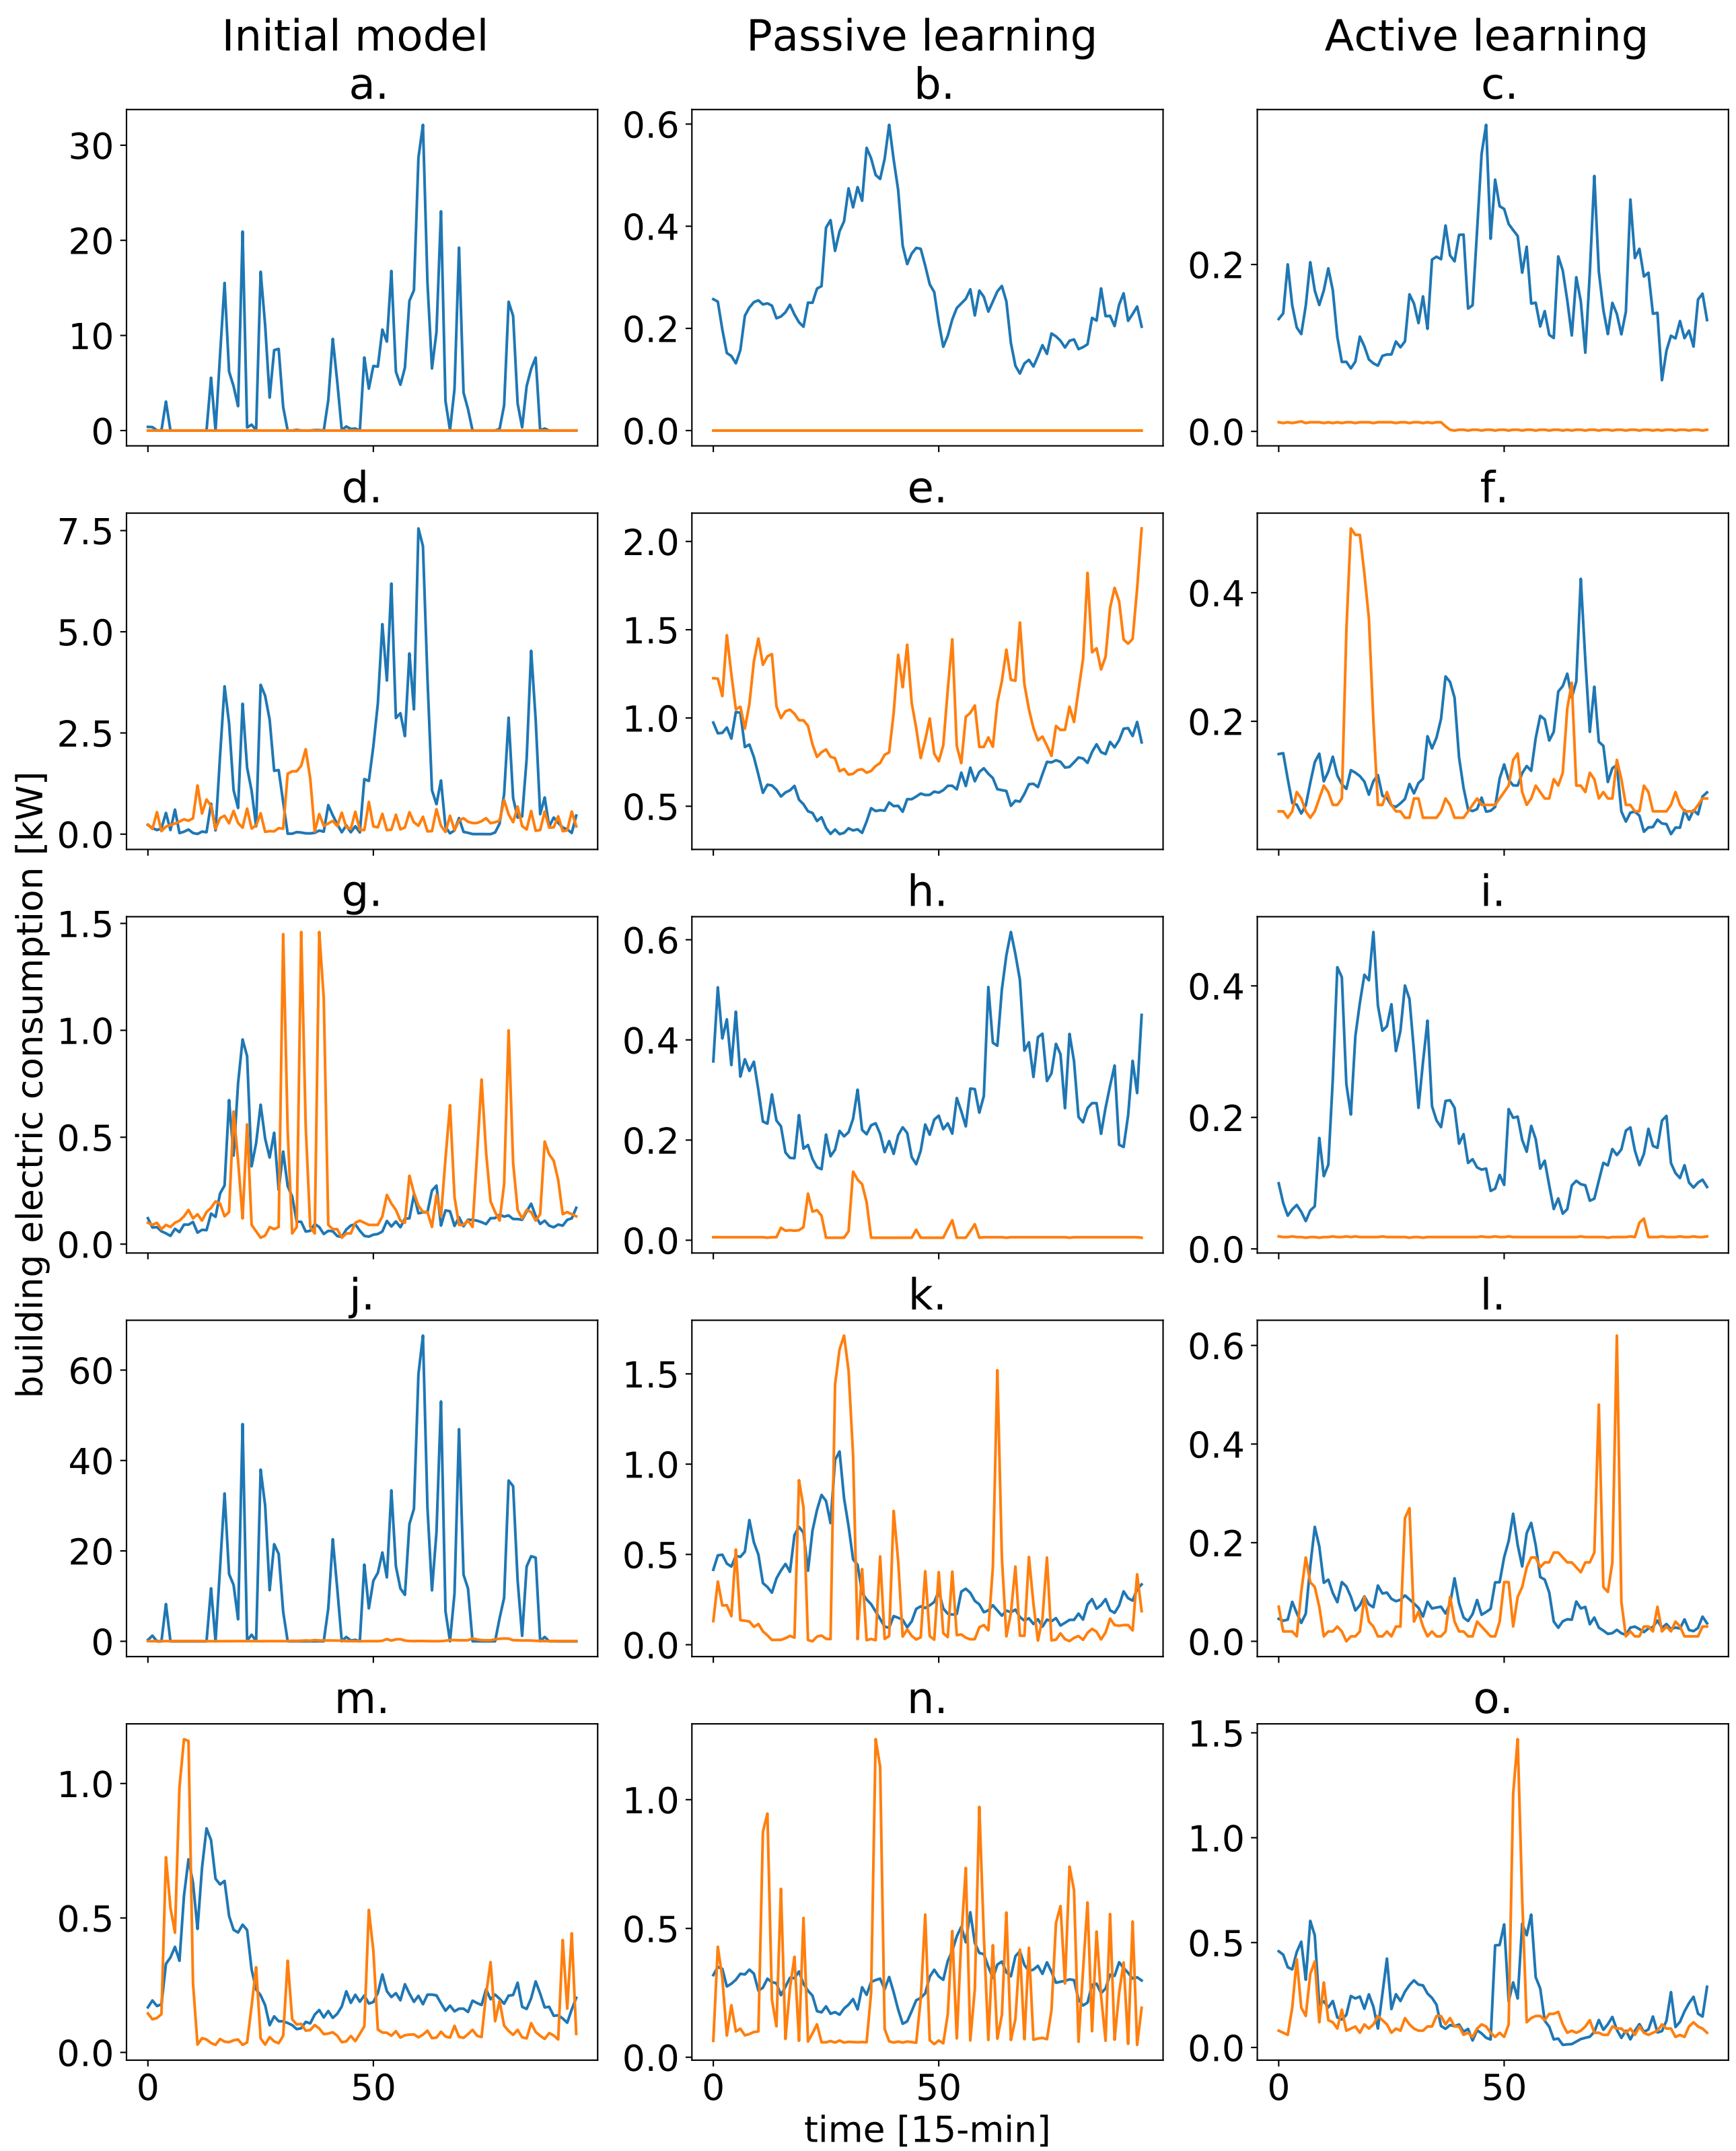 Initial model Passive learning Active learning
a. b. c.
30 0.6
20 0.4 0.2
10 0.2
0 0.0 0.0
d. e. f.
7.5 2.0
5.0 1.5 0.4
2.5 1.0 0.2
0.0 0.5
building electric consumption [kW]
g. h. i.
1.5 0.6
1.0 0.4 0.4
0.5 0.2 0.2
0.0 0.0 0.0
j. k. l.
60 1.5 0.6
40 1.0 0.4
20 0.5 0.2
0 0.0 0.0
m. n. o.
1.5
1.0 1.0 1.0
0.5 0.5 0.5
0.0 0.0 0.0
0 50 0 50 0 50
time [15-min]